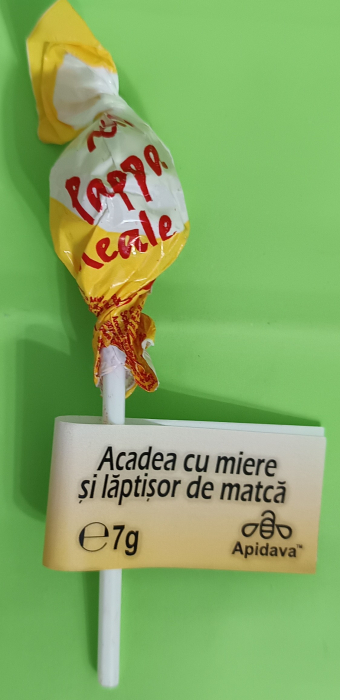 Pappa
Reale
Acadea cu miere
și lăptișor de matcă
℮7g
Apidava™